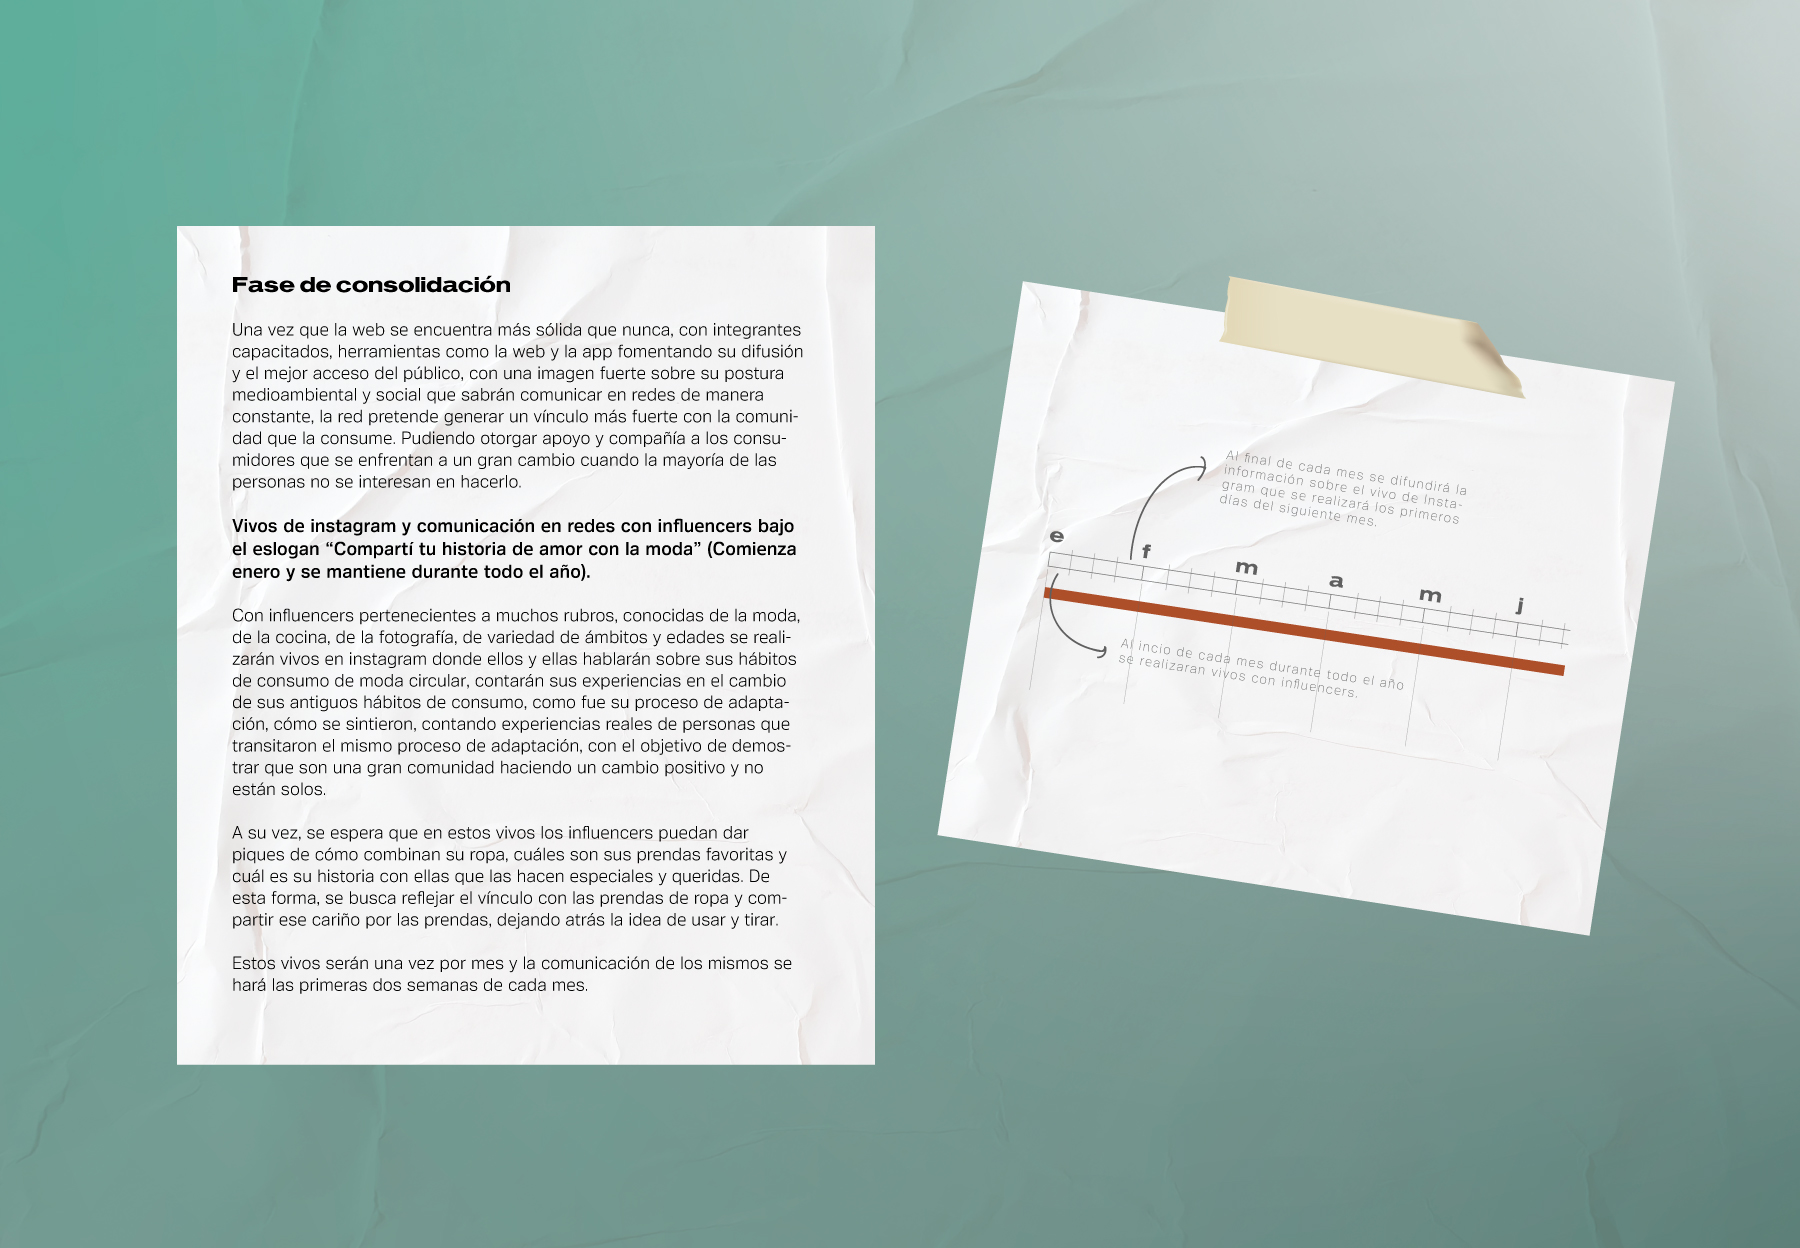 Fase de consolidación
Una vez que la web se encuentra más sólida que nunca, con integrantes
capacitados, herramientas como la web y la app fomentando su difusión
y el mejor acceso del público, con una imagen fuerte sobre su postura
medioambiental y social que sabrán comunicar en redes de manera
constante, la red pretende generar un vínculo más fuerte con la comuni-
dad que la consume. Pudiendo otorgar apoyo y compañía a los consu-
midores que se enfrentan a un gran cambio cuando la mayoría de las
personas no se interesan en hacerlo.
Vivos de instagram y comunicación en redes con influencers bajo
el eslogan “Compartí tu historia de amor con la moda” (Comienza
enero y se mantiene durante todo el año).
Con influencers pertenecientes a muchos rubros, conocidas de la moda,
de la cocina, de la fotografía, de variedad de ámbitos y edades se reali-
zarán vivos en instagram donde ellos y ellas hablarán sobre sus hábitos
de consumo de moda circular, contarán sus experiencias en el cambio
de sus antiguos hábitos de consumo, como fue su proceso de adapta-
ción, cómo se sintieron, contando experiencias reales de personas que
transitaron el mismo proceso de adaptación, con el objetivo de demos-
trar que son una gran comunidad haciendo un cambio positivo y no
están solos.
A su vez, se espera que en estos vivos los influencers puedan dar
piques de cómo combinan su ropa, cuáles son sus prendas favoritas y
cuál es su historia con ellas que las hacen especiales y queridas. De
esta forma, se busca reflejar el vínculo con las prendas de ropa y com-
partir ese cariño por las prendas, dejando atrás la idea de usar y tirar.
Estos vivos serán una vez por mes y la comunicación de los mismos se
hará las primeras dos semanas de cada mes.
Al final de cada mes se difundirá la
información sobre el vivo de Insta-
gram que se realizará los primeros
días del siguiente mes.
e f m a m j
Al incio de cada mes durante todo el año
se realizaran vivos con influencers.